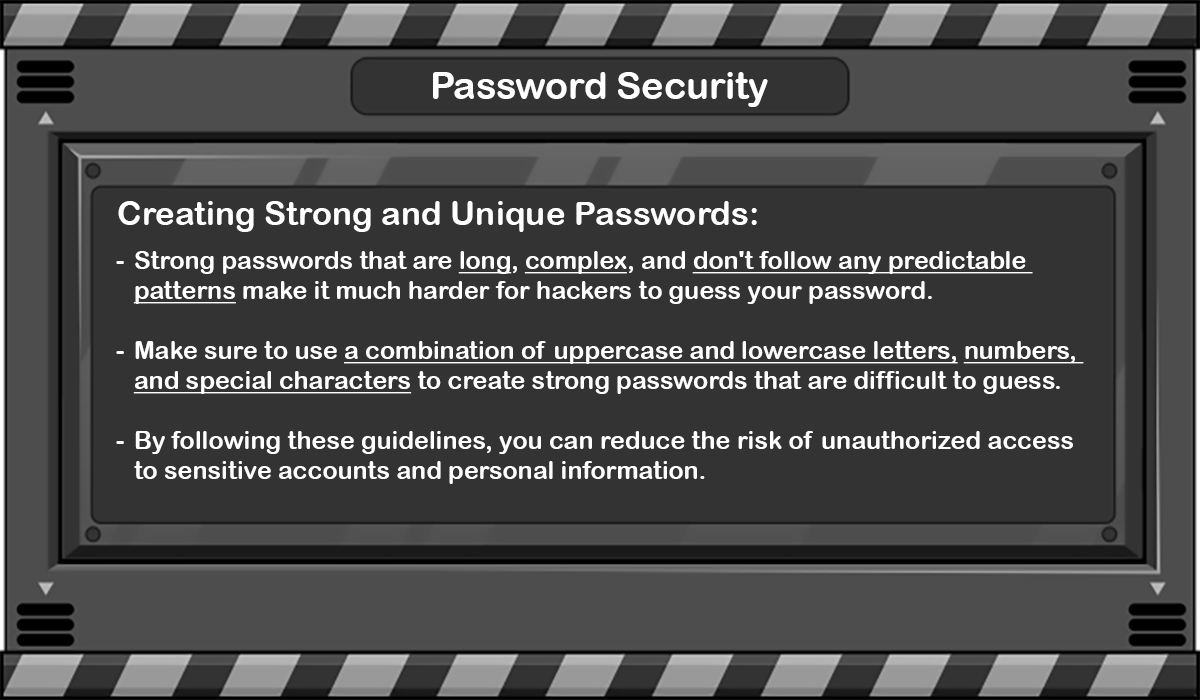 Password Security
Creating Strong and Unique Passwords:
- Strong passwords that are long, complex, and don't follow any predictable
patterns make it much harder for hackers to guess your password.
- Make sure to use a combination of uppercase and lowercase letters, numbers,
and special characters to create strong passwords that are difficult to guess.
- By following these guidelines, you can reduce the risk of unauthorized access
to sensitive accounts and personal information.